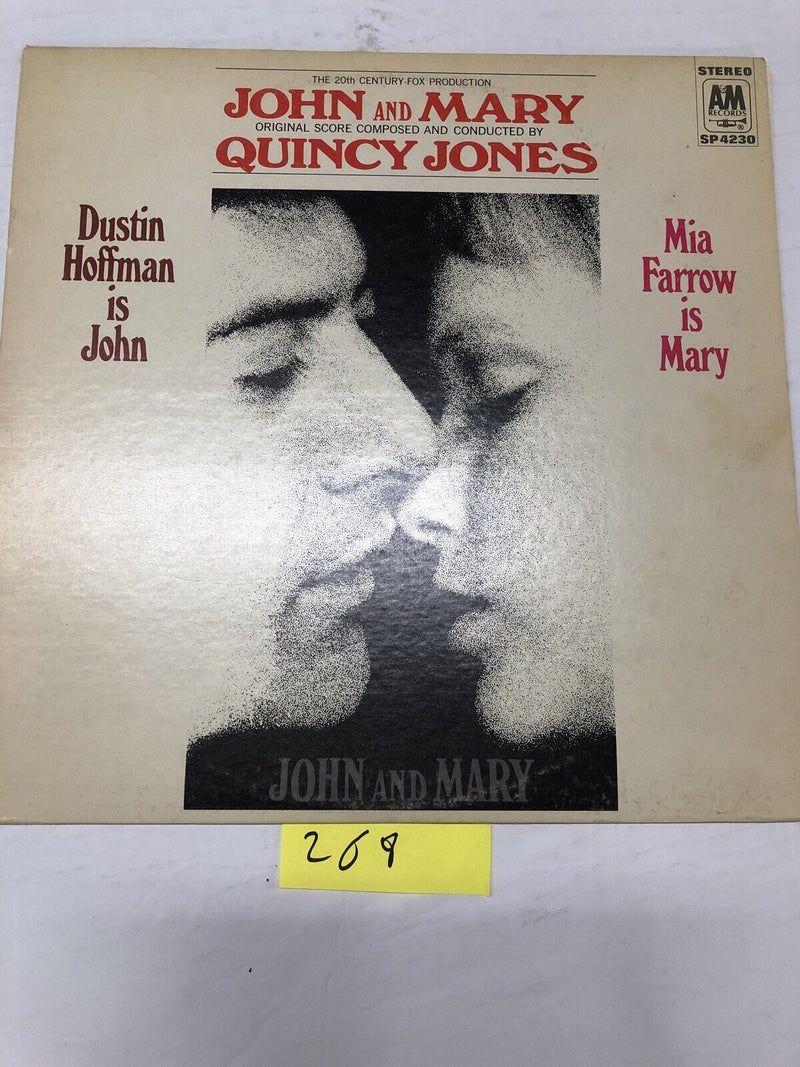 THE 20th CENTURY-FOX PRODUCTION
JOHN AND MARY
ORIGINAL SCORE COMPOSED AND CONDUCTED BY
QUINCY JONES
STEREO
A&M
RECORDS
®
SP 4230
Dustin
Hoffman
is
John
Mia
Farrow
is
Mary
JOHN AND MARY
269